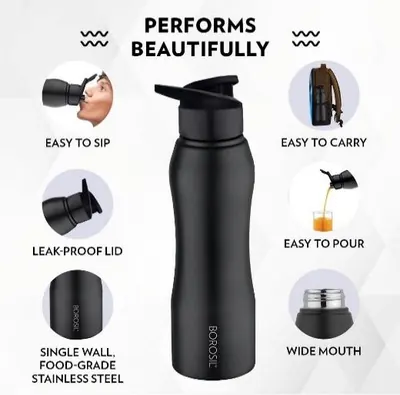 PERFORMS
BEAUTIFULLY
EASY TO SIP
EASY TO CARRY
LEAK-PROOF LID
EASY TO POUR
BOROSIL
BOROSIL
SINGLE WALL,
FOOD-GRADE
STAINLESS STEEL
WIDE MOUTH